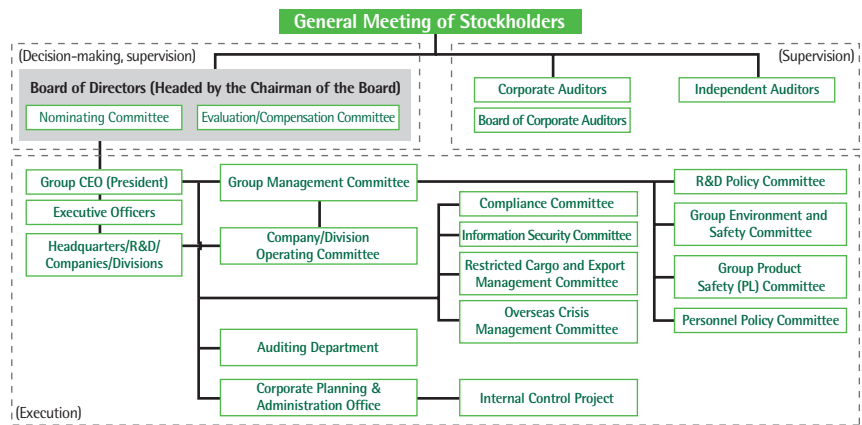 General Meeting of Stockholders
(Decision-making, supervision)
(Supervision)
Board of Directors (Headed by the Chairman of the Board)
Nominating Committee
Evaluation/Compensation Committee
Corporate Auditors
Board of Corporate Auditors
Independent Auditors
Group CEO (President)
Executive Officers
Headquarters/R&D/
Companies/Divisions
Group Management Committee
Company/Division
Operating Committee
Compliance Committee
Information Security Committee
Restricted Cargo and Export
Management Committee
Overseas Crisis
Management Committee
R&D Policy Committee
Group Environment and
Safety Committee
Group Product
Safety (PL) Committee
Personnel Policy Committee
Auditing Department
Corporate Planning &
Administration Office
Internal Control Project
(Execution)